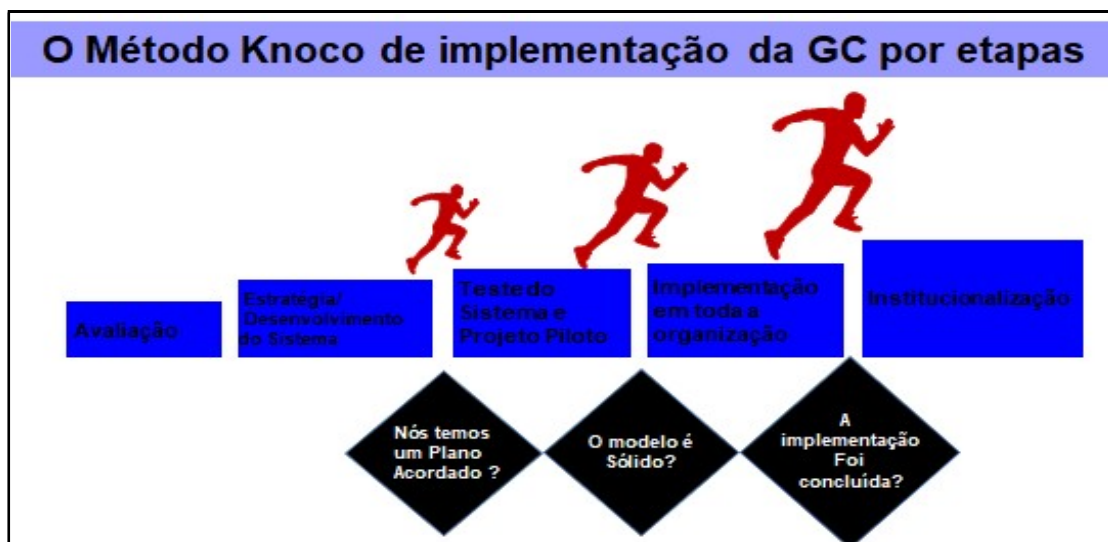 O Método Knoco de implementação da GC por etapas
Avaliação
Estratégia/
Desenvolvimento
do Sistema
Teste do
Sistema e
Projeto Piloto
Implementação
em toda a
organização
Institucionalização
Nós temos
um Plano
Acordado ?
O modelo é
Sólido?
A
implementação
Foi
concluída?